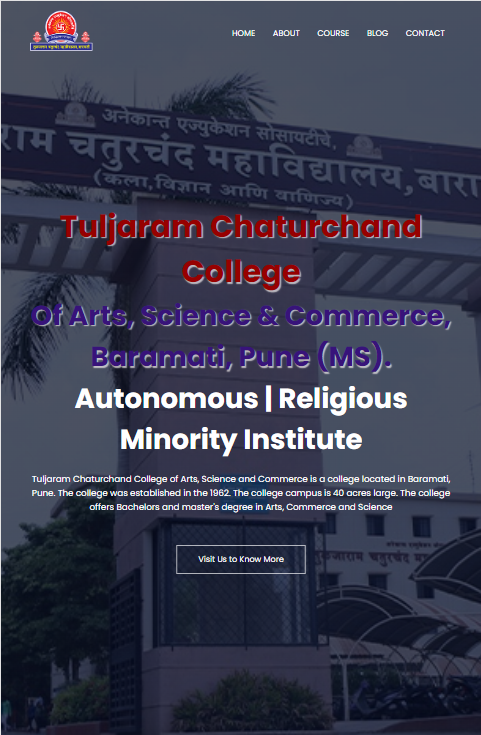 HOME ABOUT COURSE BLOG CONTACT
अनेकान्त एज्युकेशन सोसायटीचे,
राम चतुरचंद महाविद्यालय, बारा
(कला, विज्ञान आणि वाणिज्य)
Tuljaram Chaturchand
College
Of Arts, Science & Commerce,
Baramati, Pune (MS).
Autonomous | Religious
Minority Institute
Tuljaram Chaturchand College of Arts, Science and Commerce is a college located in Baramati,
Pune. The college was established in the 1962. The college campus is 40 acres large. The college
offers Bachelors and master's degree in Arts, Commerce and Science
Visit Us to Know More